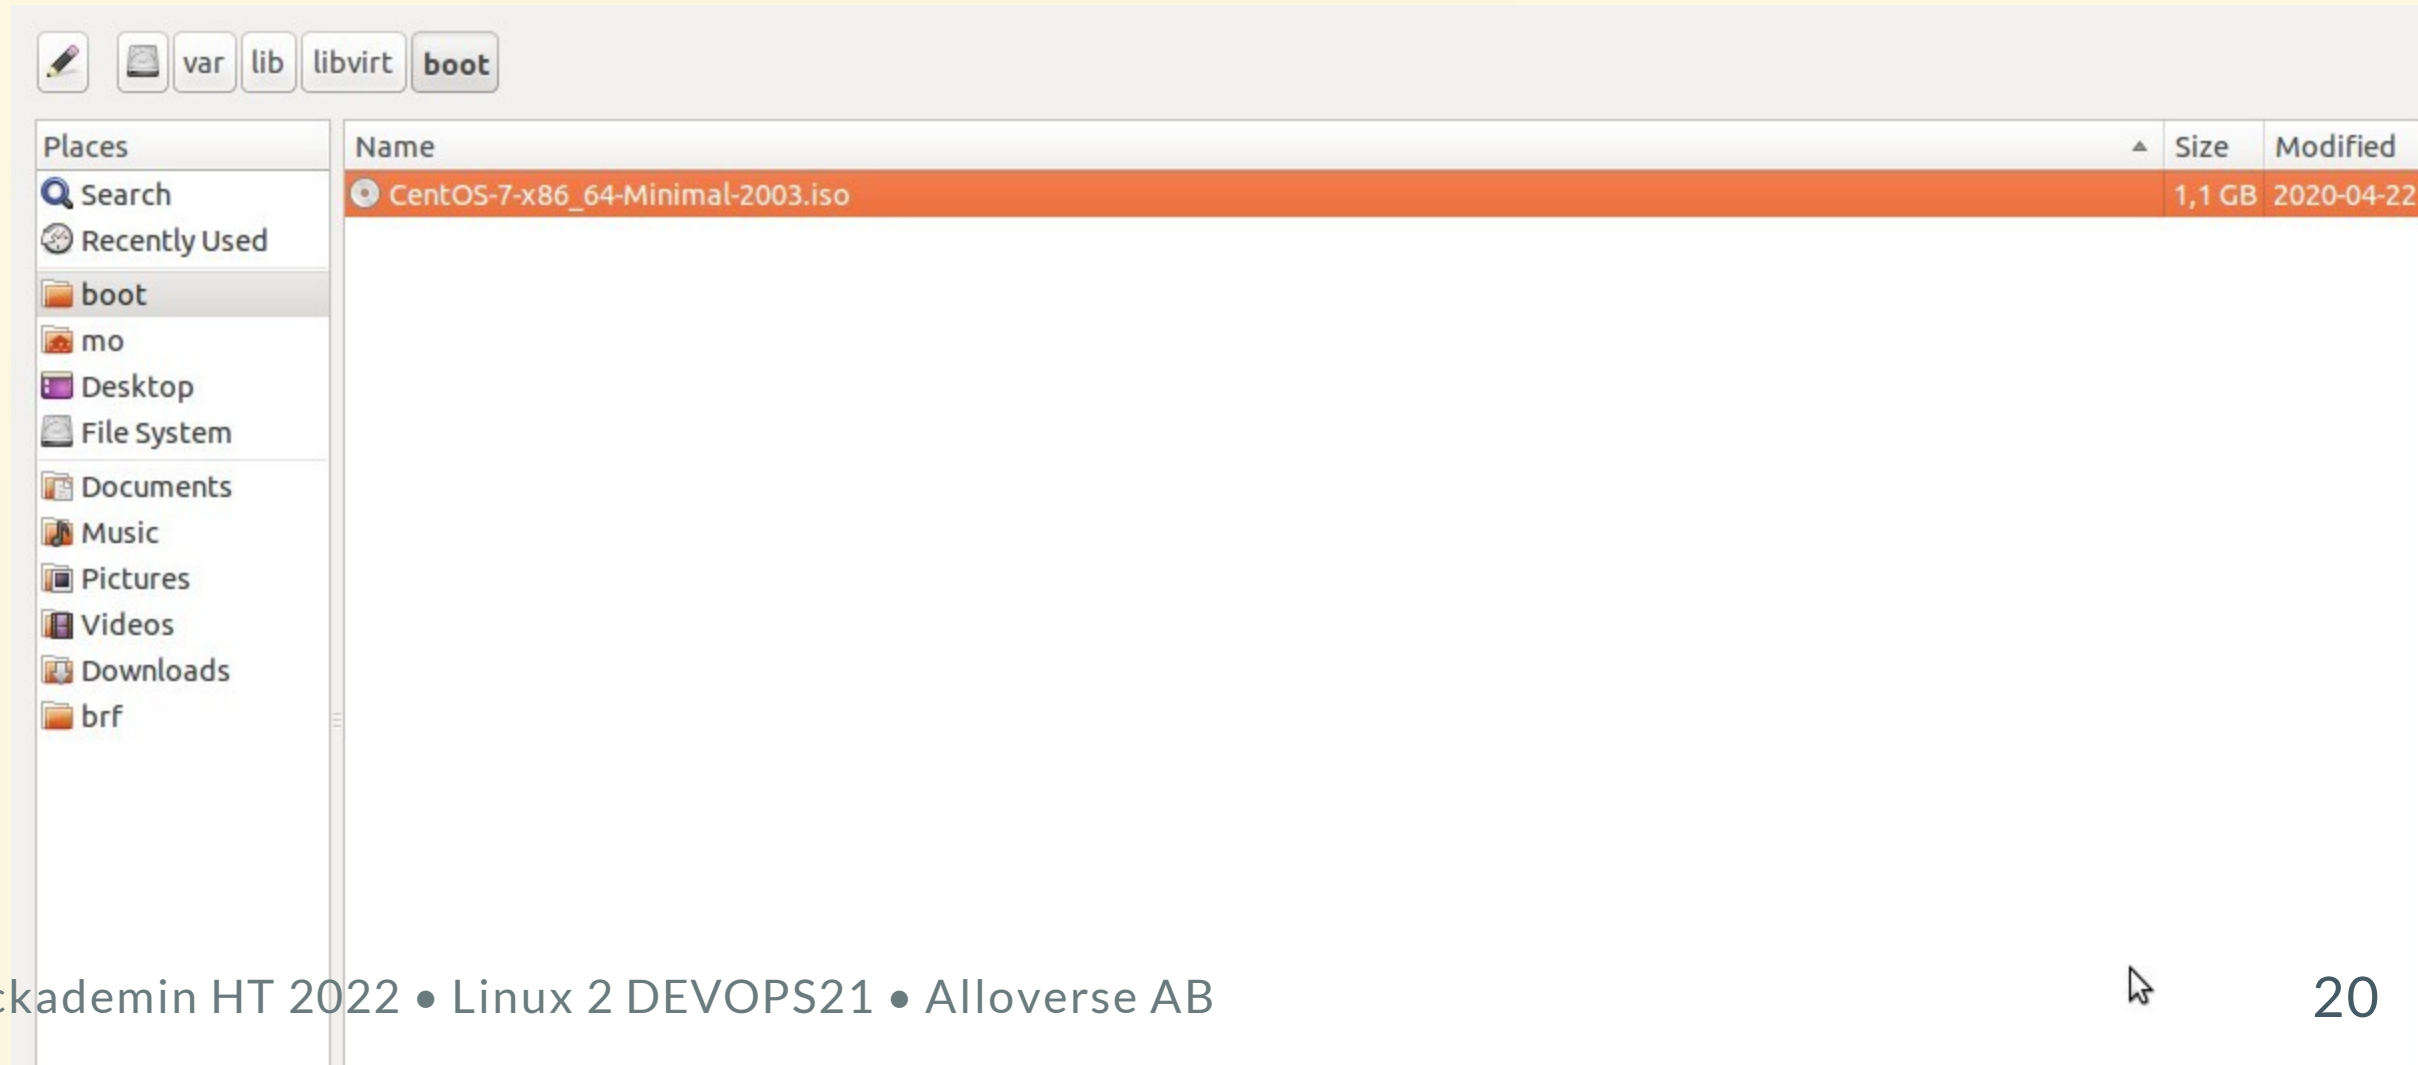 var lib libvirt boot
Places
Search
Recently Used
boot
mo
Desktop
File System
Documents
Music
Pictures
Videos
Downloads
brf
Name Size Modified
CentOS-7-x86_64-Minimal-2003.iso 1,1 GB 2020-04-22
ckademin HT 2022 • Linux 2 DEVOPS21 • Alloverse AB
20